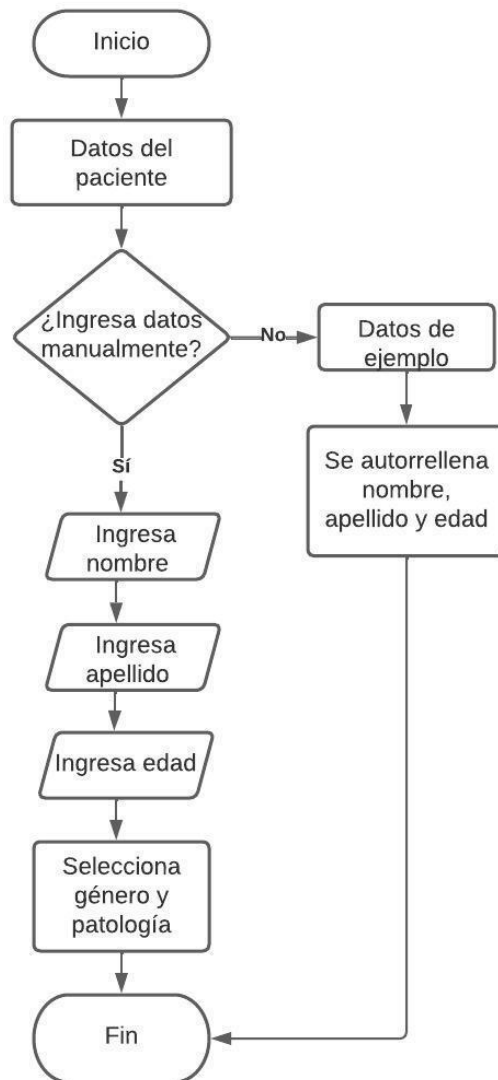 Inicio
Datos del
paciente
¿Ingresa datos
manualmente?
No
Datos de
ejemplo
Se autorrellena
nombre,
apellido y edad
Sí
Ingresa
nombre
Ingresa
apellido
Ingresa edad
Selecciona
género y
patología
Fin